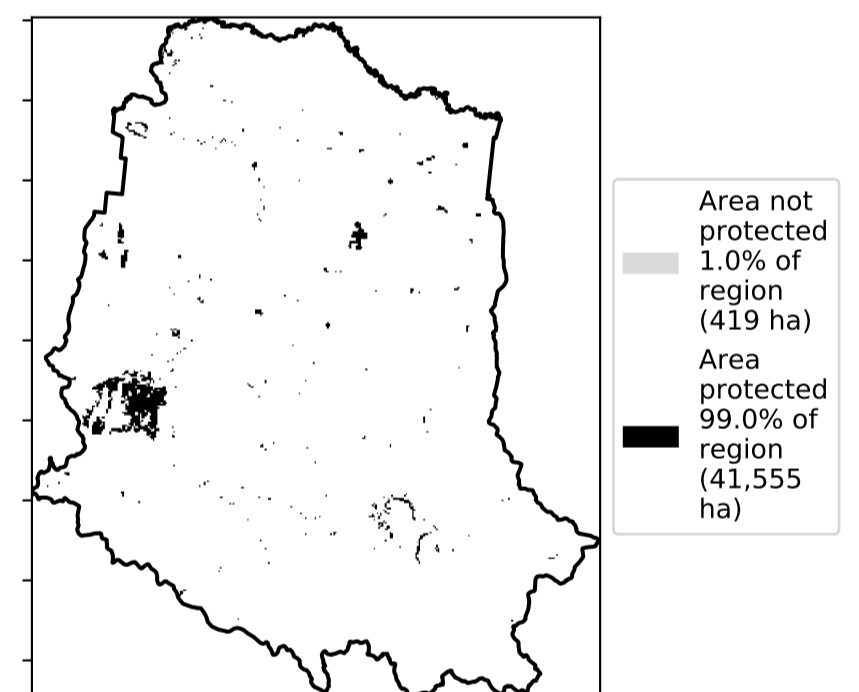 Area not
protected
1.0% of
region
(419 ha)
Area
protected
99.0% of
region
(41,555
ha)